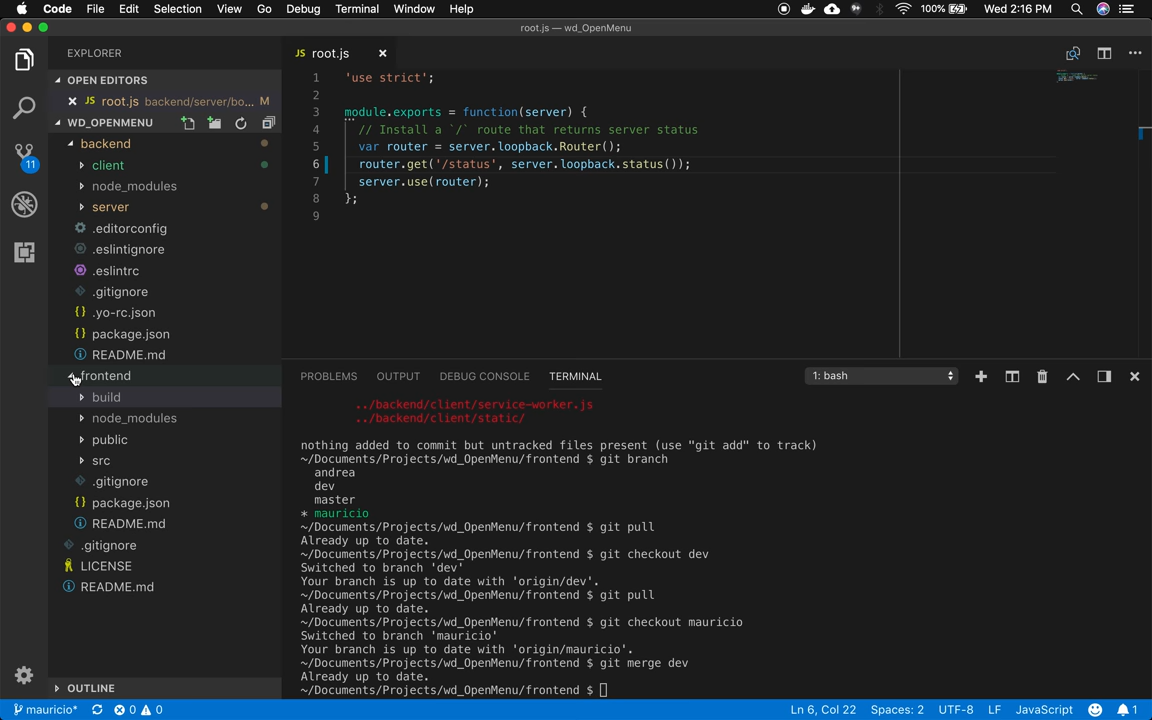 Code File Edit Selection View Go Debug Terminal Window Help 100% Wed 2:16 PM
root.js — wd_OpenMenu
EXPLORER
OPEN EDITORS
JS root.js backend/server/bo... M
WD_OPENMENU
backend
client
node_modules
server
.editorconfig
.eslintignore
.eslintrc
.gitignore
{} .yo-rc.json
{} package.json
README.md
frontend
build
node_modules
public
src
.gitignore
{} package.json
README.md
.gitignore
LICENSE
README.md
OUTLINE
11
JS root.js
1 'use strict';
2
3 module.exports = function(server) {
4 // Install a `/` route that returns server status
5 var router = server.loopback.Router();
6 router.get('/status', server.loopback.status());
7 server.use(router);
8 };
9
PROBLEMS OUTPUT DEBUG CONSOLE TERMINAL 1: bash
../backend/client/service-worker.js
../backend/client/static/
nothing added to commit but untracked files present (use "git add" to track)
~/Documents/Projects/wd_OpenMenu/frontend $ git branch
andrea
dev
master
* mauricio
~/Documents/Projects/wd_OpenMenu/frontend $ git pull
Already up to date.
~/Documents/Projects/wd_OpenMenu/frontend $ git checkout dev
Switched to branch 'dev'
Your branch is up to date with 'origin/dev'.
~/Documents/Projects/wd_OpenMenu/frontend $ git pull
Already up to date.
~/Documents/Projects/wd_OpenMenu/frontend $ git checkout mauricio
Switched to branch 'mauricio'
Your branch is up to date with 'origin/mauricio'.
~/Documents/Projects/wd_OpenMenu/frontend $ git merge dev
Already up to date.
~/Documents/Projects/wd_OpenMenu/frontend $
mauricio* 0 0 Ln 6, Col 22 Spaces: 2 UTF-8 LF JavaScript 1